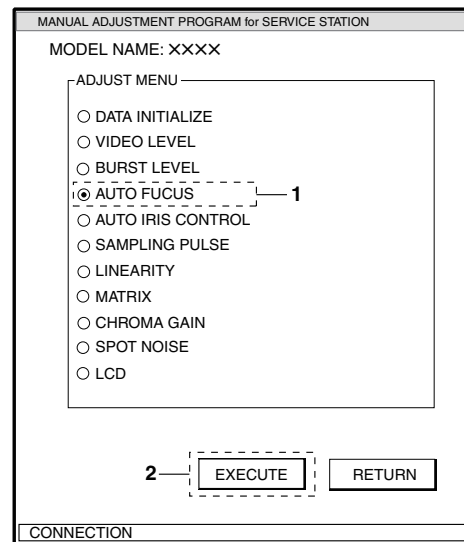 MANUAL ADJUSTMENT PROGRAM for SERVICE STATION
MODEL NAME: ××××
ADJUST MENU
DATA INITIALIZE
VIDEO LEVEL
BURST LEVEL
AUTO FUCUS 1
AUTO IRIS CONTROL
SAMPLING PULSE
LINEARITY
MATRIX
CHROMA GAIN
SPOT NOISE
LCD
2 EXECUTE RETURN
CONNECTION